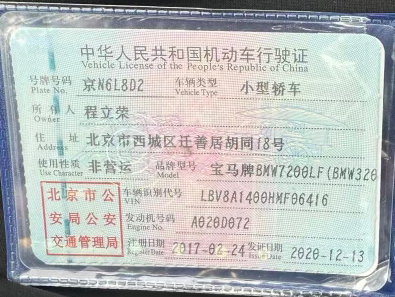 中华人民共和国机动车行驶证
Vehicle License of the People's Republic of China
号牌号码 京N6L8D2 车辆类型 小型轿车
Plate No. Vehicle Type
所有人 程立荣
Owner
住址 北京市西城区迁善居胡同18号
Address
使用性质 非营运 品牌型号 宝马牌BMW7200LF(BMW320
Use Character Model
北京市公安局公安交通管理局
车辆识别代号 LBV8A1400HMF06416
VIN
发动机号码 A020D072
Engine No.
注册日期 2017-02-24 发证日期 2020-12-13
Register Date Issue Date